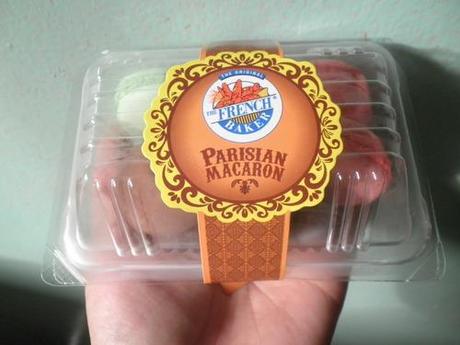 THE ORIGINAL
THE FRENCH
BAKER
®
PARISIAN
MACARON